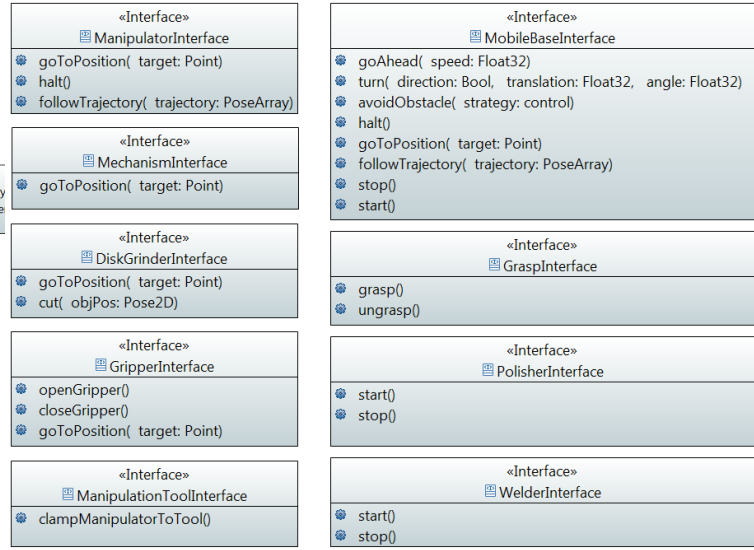 «Interface»
ManipulatorInterface
goToPosition( target: Point)
halt()
followTrajectory( trajectory: PoseArray)
«Interface»
MechanismInterface
goToPosition( target: Point)
«Interface»
DiskGrinderInterface
goToPosition( target: Point)
cut( objPos: Pose2D)
«Interface»
GripperInterface
openGripper()
closeGripper()
goToPosition( target: Point)
«Interface»
ManipulationToolInterface
clampManipulatorToTool()
«Interface»
MobileBaseInterface
goAhead( speed: Float32)
turn( direction: Bool, translation: Float32, angle: Float32)
avoidObstacle( strategy: control)
halt()
goToPosition( target: Point)
followTrajectory( trajectory: PoseArray)
stop()
start()
«Interface»
GraspInterface
grasp()
ungrasp()
«Interface»
PolisherInterface
start()
stop()
«Interface»
WelderInterface
start()
stop()